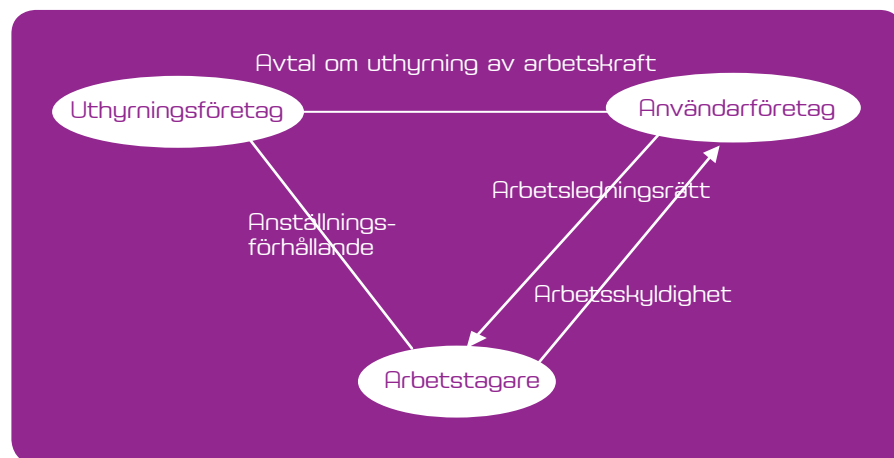 Avtal om uthyrning av arbetskraft
Uthyrningsföretag
Användarföretag
Arbetsledningsrätt
Anställnings-
förhållande
Arbetsskyldighet
Arbetstagare